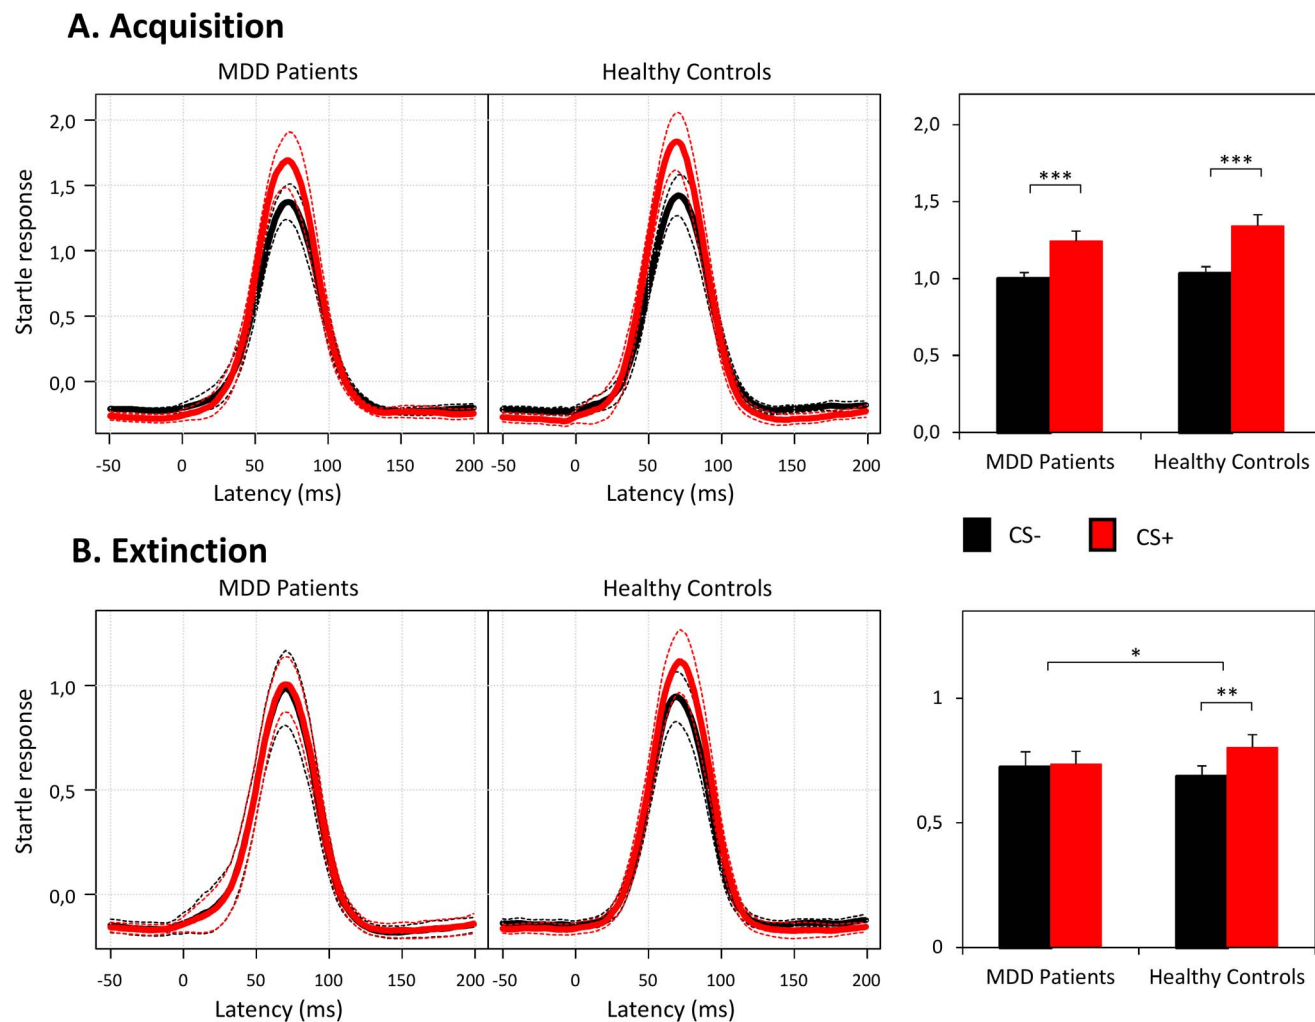 A. Acquisition
MDD Patients
Healthy Controls
Startle response
2,0
1,5
1,0
0,5
0,0
-50 0 50 100 150 200
-50 0 50 100 150 200
Latency (ms)
Latency (ms)
2,0
1,5
1,0
0,5
0,0
***
***
MDD Patients
Healthy Controls
CS-
CS+
B. Extinction
MDD Patients
Healthy Controls
Startle response
1,0
0,5
0,0
-50 0 50 100 150 200
-50 0 50 100 150 200
Latency (ms)
Latency (ms)
1
0,5
0
*
**
MDD Patients
Healthy Controls